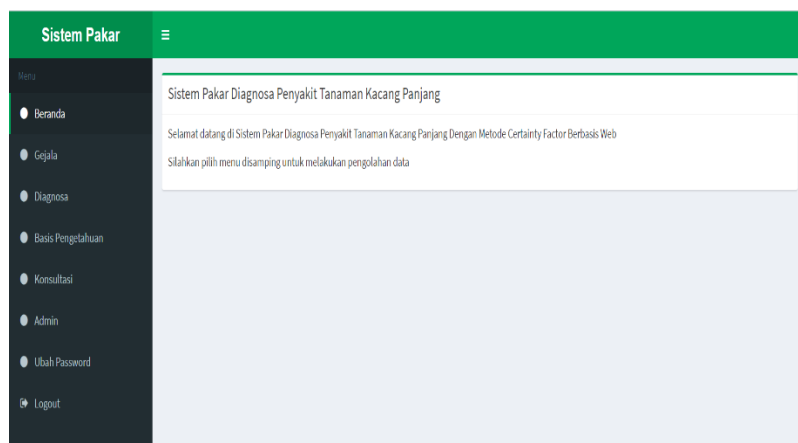 Sistem Pakar
Menu
Beranda
Gejala
Diagnosa
Basis Pengetahuan
Konsultasi
Admin
Ubah Password
Logout
Sistem Pakar Diagnosa Penyakit Tanaman Kacang Panjang
Selamat datang di Sistem Pakar Diagnosa Penyakit Tanaman Kacang Panjang Dengan Metode Certainty Factor Berbasis Web
Silahkan pilih menu disamping untuk melakukan pengolahan data